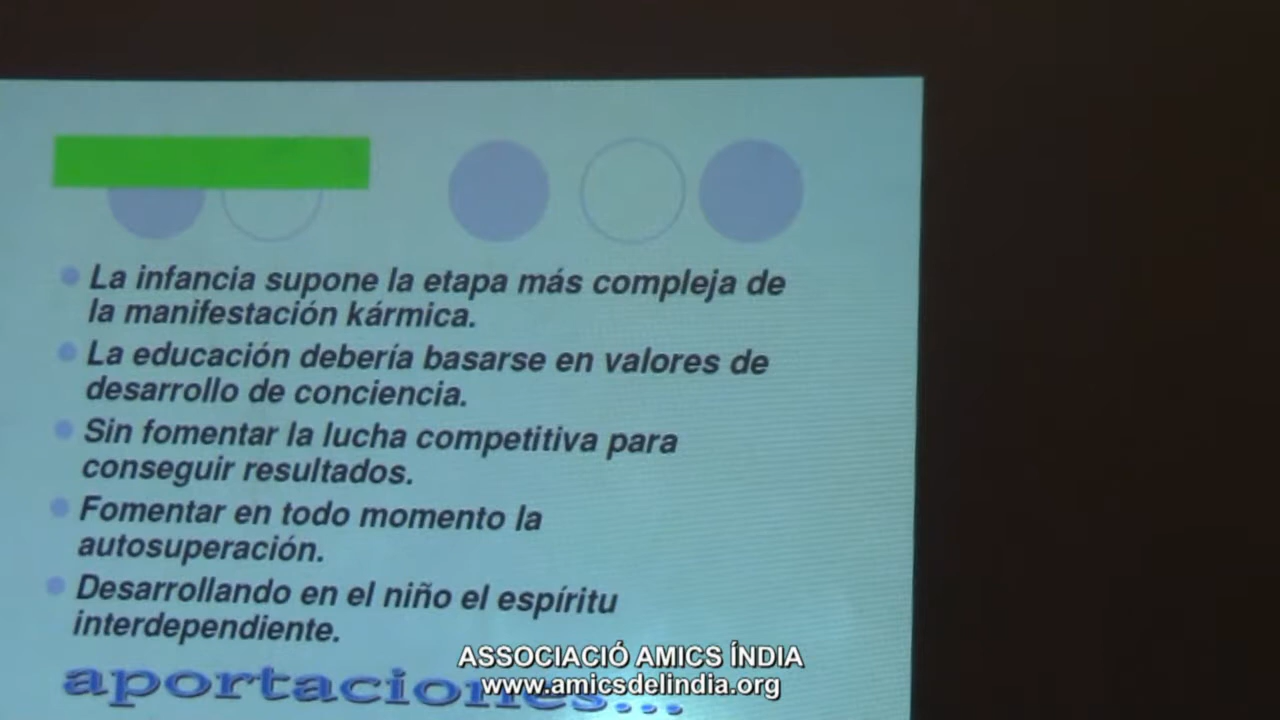 La infancia supone la etapa más compleja de
la manifestación kármica.
La educación debería basarse en valores de
desarrollo de conciencia.
Sin fomentar la lucha competitiva para
conseguir resultados.
Fomentar en todo momento la
autosuperación.
Desarrollando en el niño el espíritu
interdependiente.
aportaciones...
ASSOCIACIÓ AMICS ÍNDIA
www.amicsdelindia.org